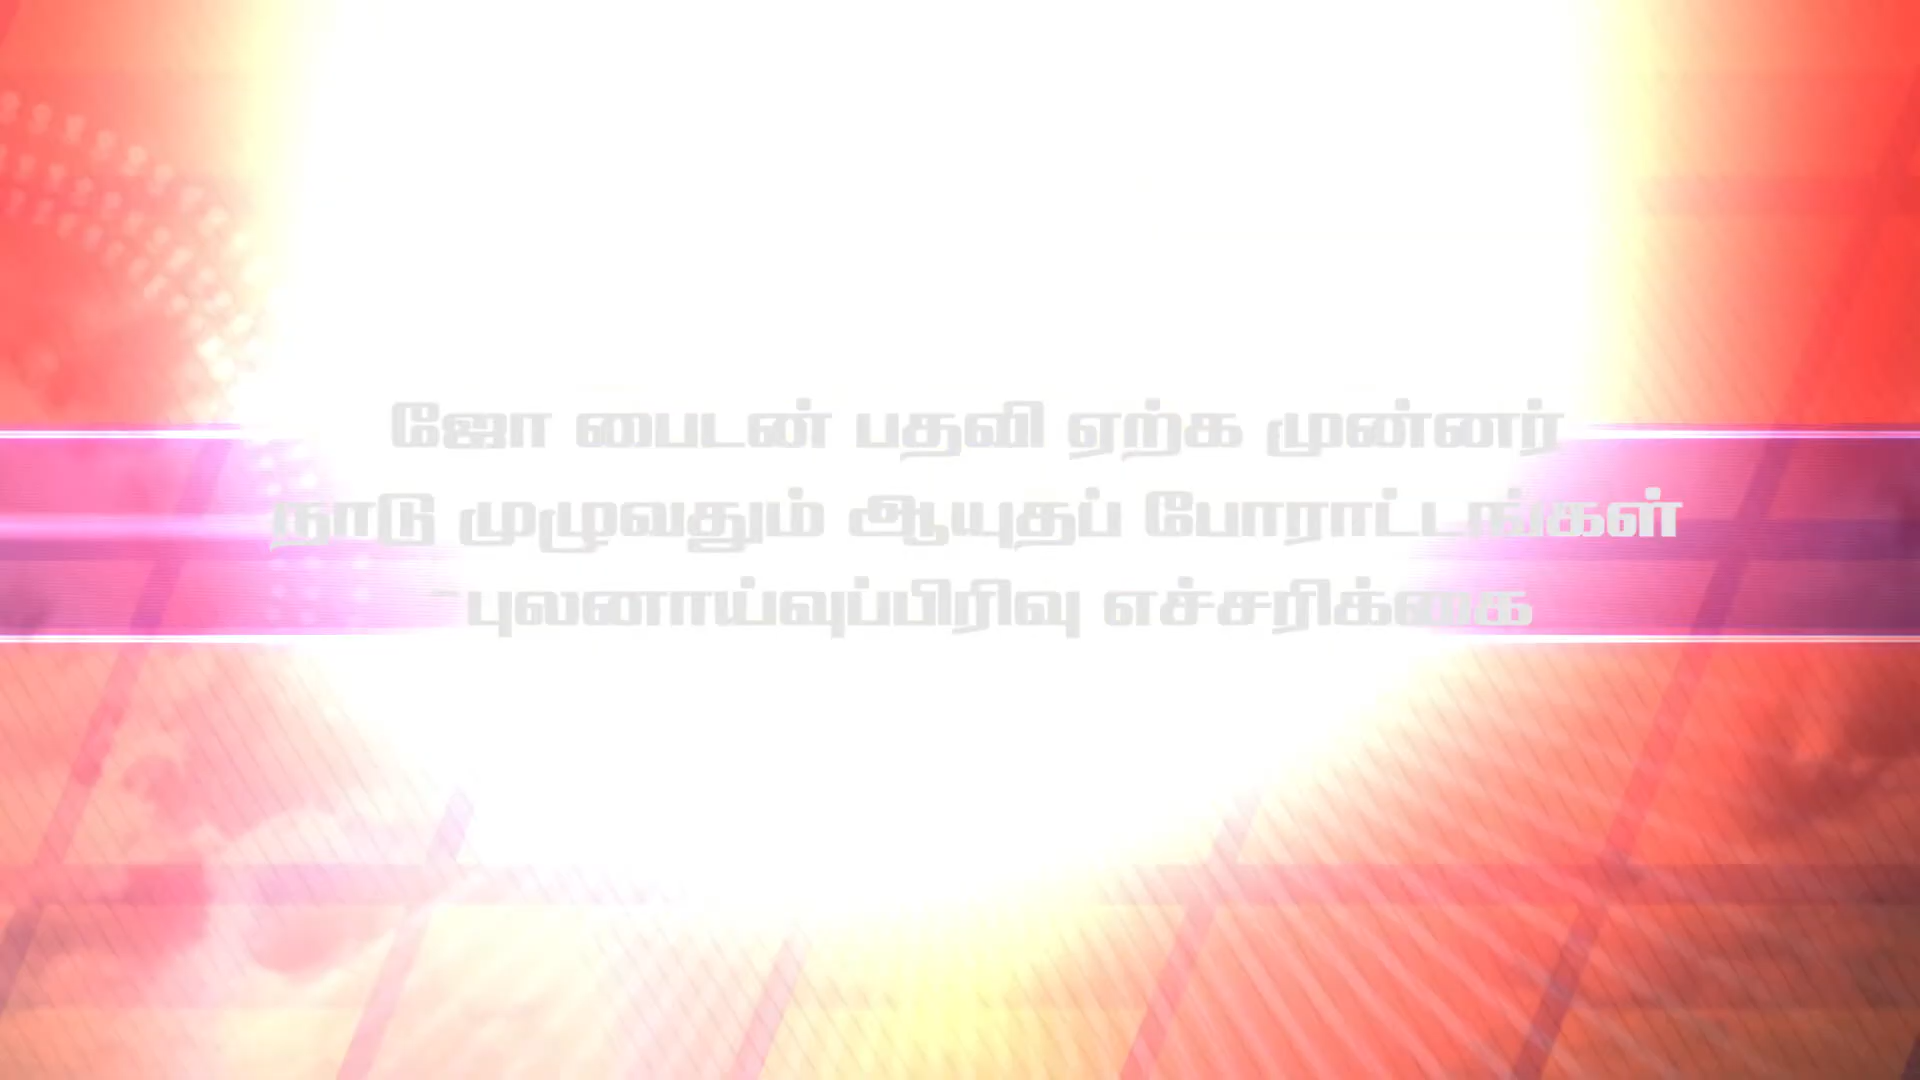 ஜோ பைடன் பதவி ஏற்க முன்னர்
நாடு முழுவதும் ஆயுதப் போராட்டங்கள்
-புலனாய்வுப்பிரிவு எச்சரிக்கை